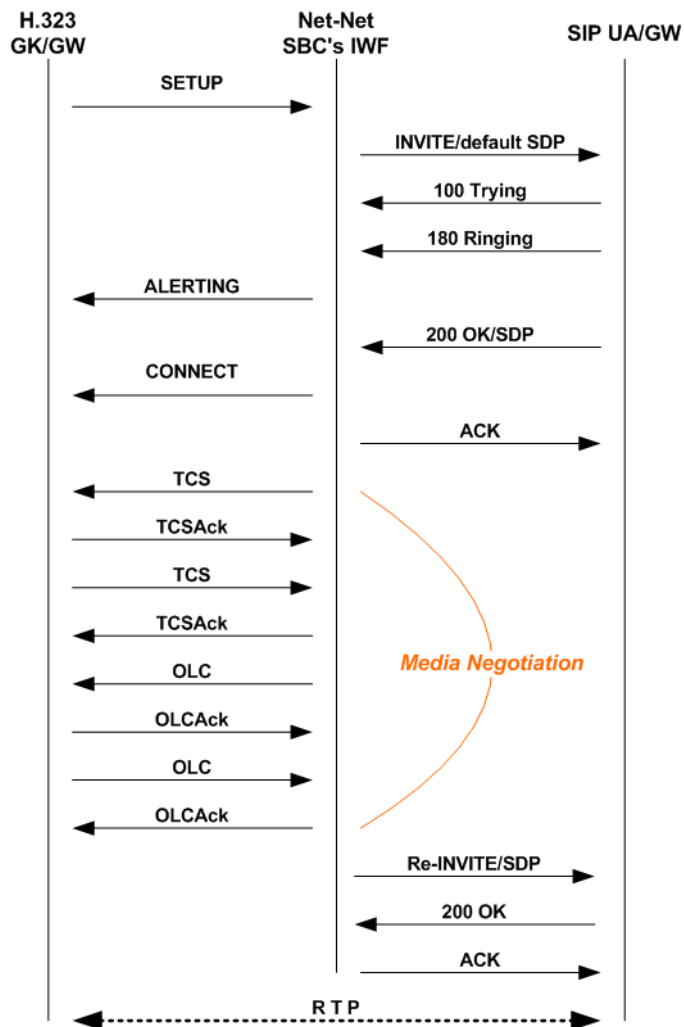 H.323
GK/GW
Net-Net
SBC's IWF
SIP UA/GW
SETUP
INVITE/default SDP
100 Trying
180 Ringing
ALERTING
200 OK/SDP
CONNECT
ACK
TCS
TCSAck
TCS
TCSAck
Media Negotiation
OLC
OLCAck
OLC
OLCAck
Re-INVITE/SDP
200 OK
ACK
R T P